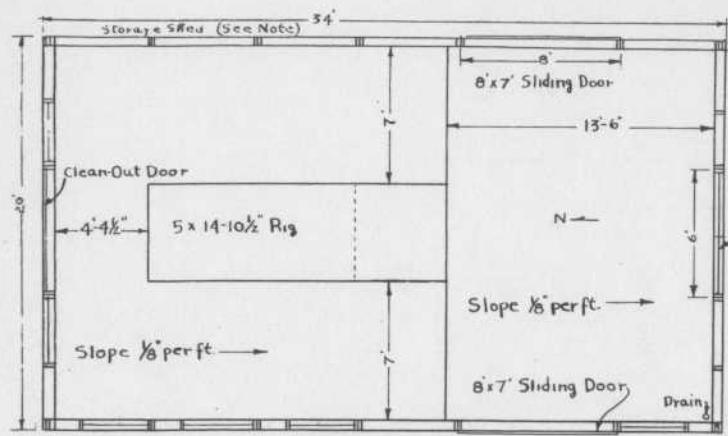 34'
Storage Shed (See Note)
8'
8'x7' Sliding Door
7'
13'-6"
Clean-Out Door
20'
4'-4½"
5 x 14-10½" Rig
N
6'
Slope ⅛" per ft.
Slope ⅛" per ft.
7'
8'x7' Sliding Door
Drain